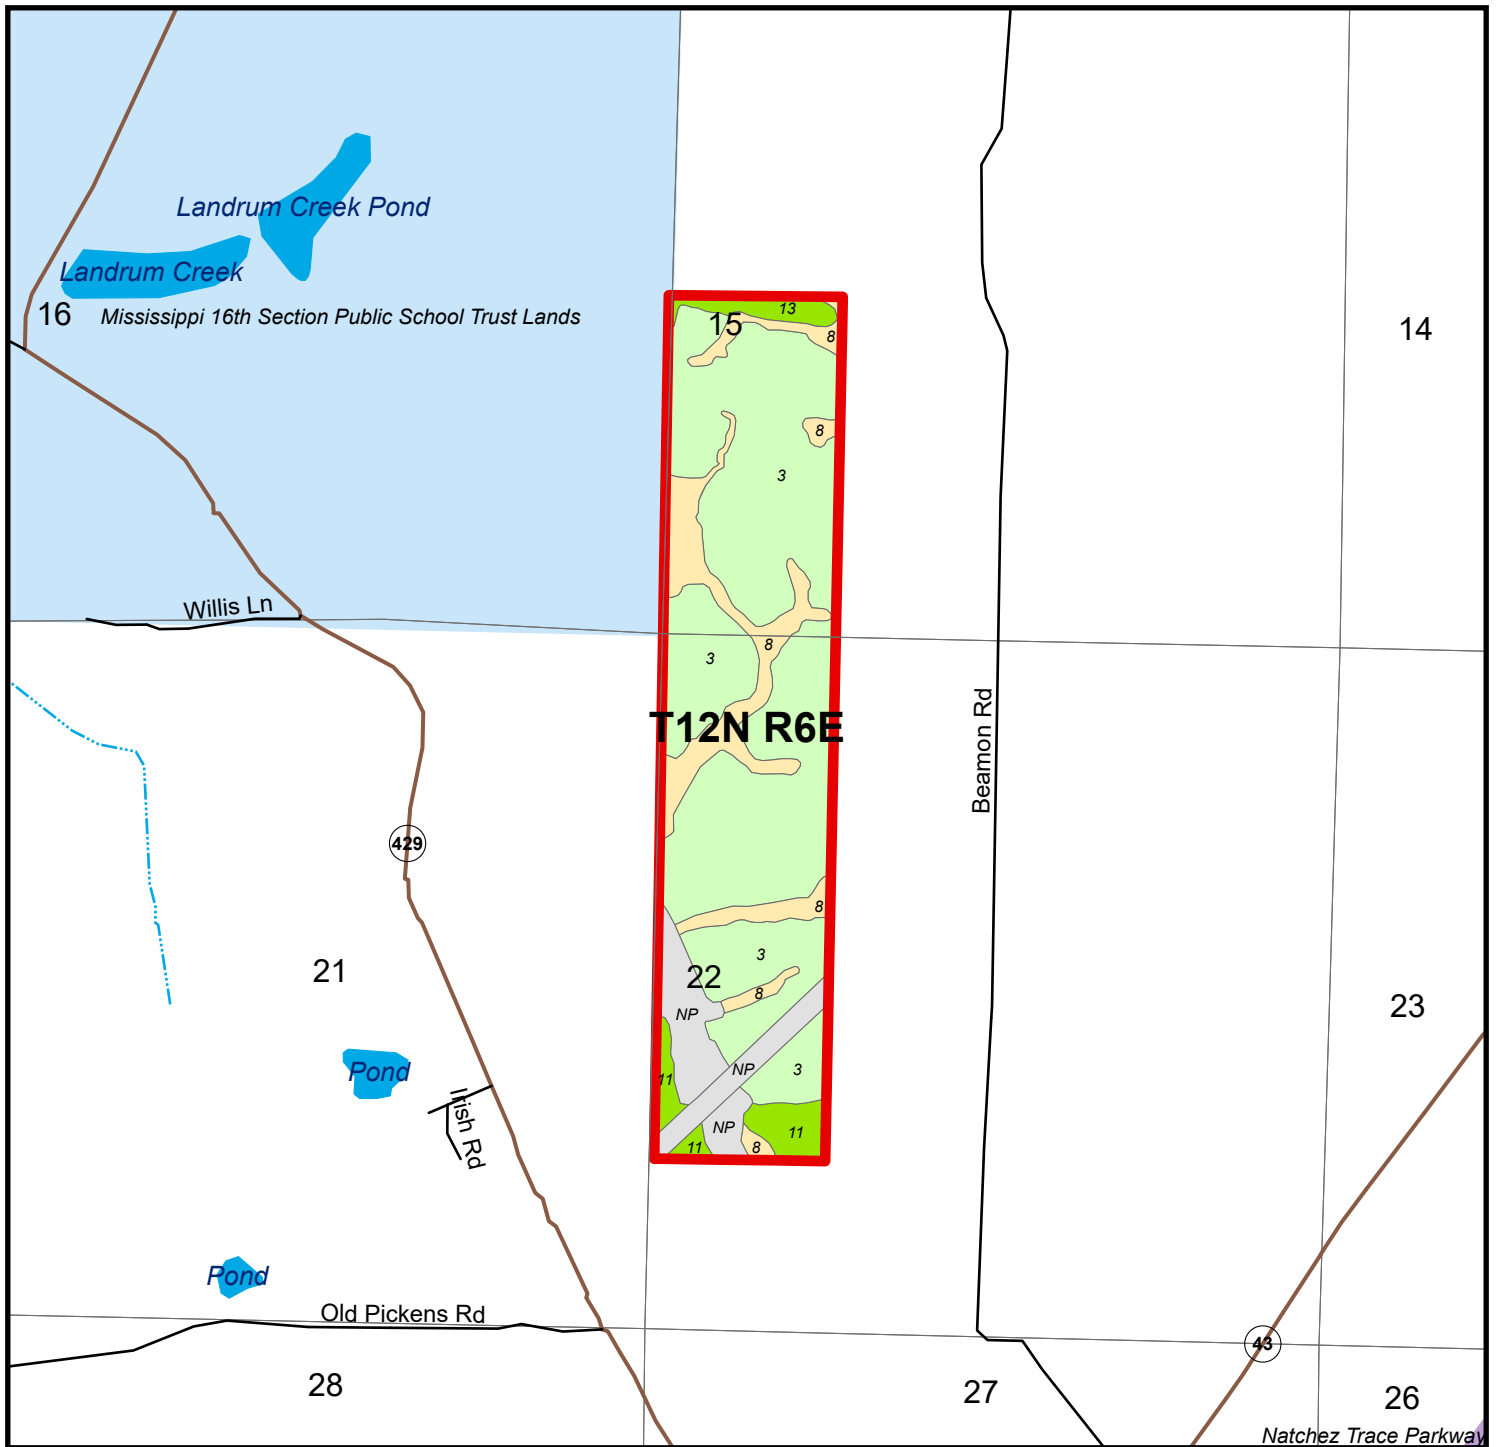 Landrum Creek Pond
Landrum Creek
16
Mississippi 16th Section Public School Trust Lands
13
15
8
14
8
3
Willis Ln
8
3
T12N R6E
Beamon Rd
429
8
3
21
22
8
23
NP
Pond
NP
3
11
Irish Rd
NP
11
11
8
Pond
Old Pickens Rd
43
28
27
26
Natchez Trace Parkway